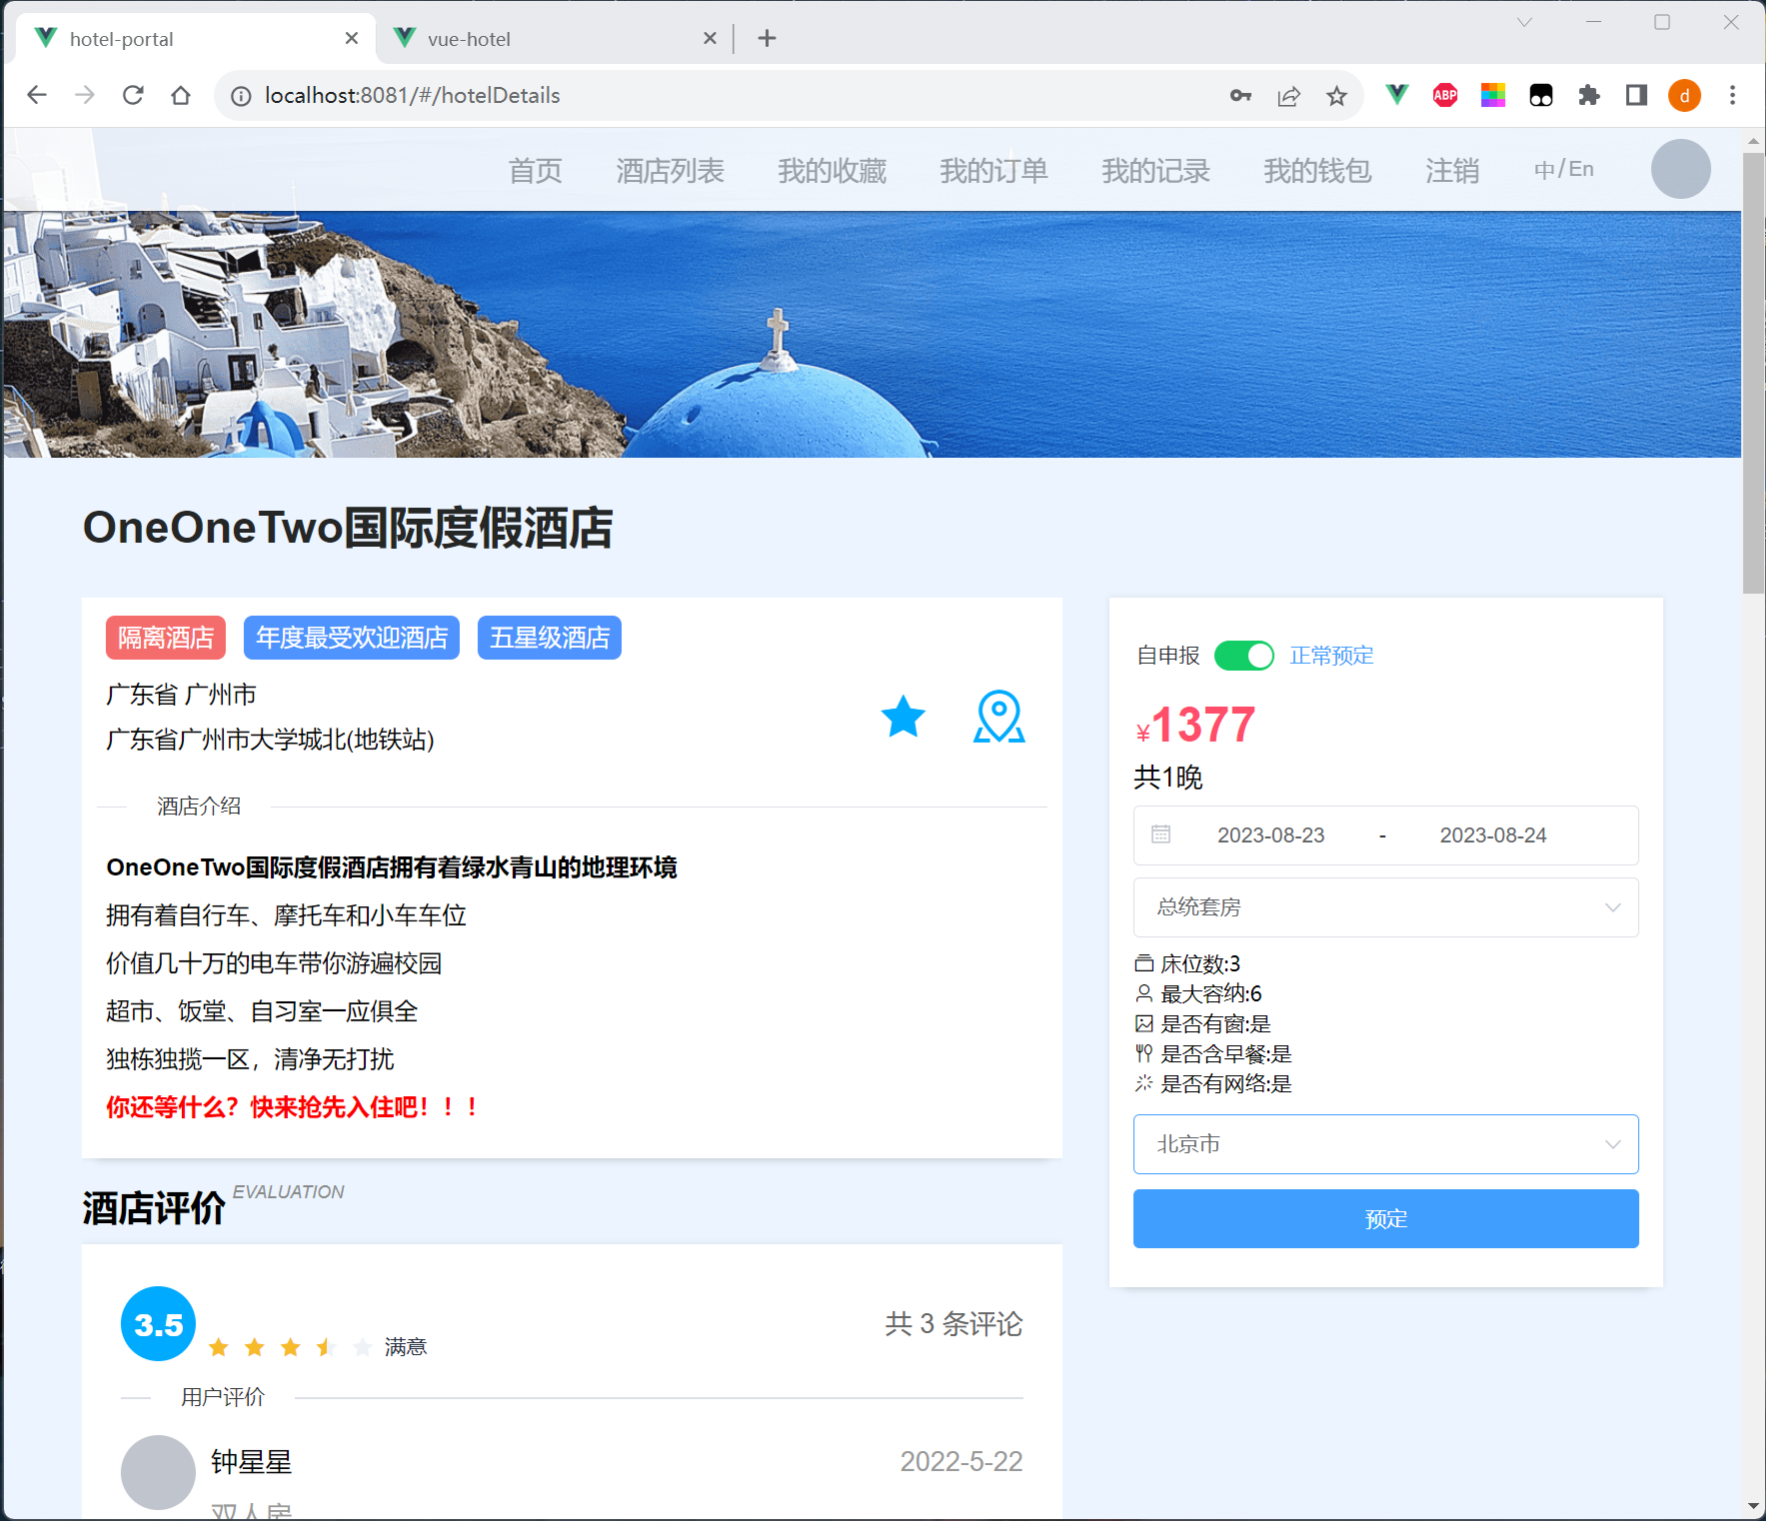 hotel-portal
vue-hotel
localhost:8081/#/hotelDetails
ABP
d
首页 酒店列表 我的收藏 我的订单 我的记录 我的钱包 注销 中/En
OneOneTwo国际度假酒店
隔离酒店 年度最受欢迎酒店 五星级酒店
广东省 广州市
广东省广州市大学城北(地铁站)
酒店介绍
OneOneTwo国际度假酒店拥有着绿水青山的地理环境
拥有着自行车、摩托车和小车车位
价值几十万的电车带你游遍校园
超市、饭堂、自习室一应俱全
独栋独揽一区，清净无打扰
你还等什么？快来抢先入住吧！！！
自申报 正常预定
¥1377
共1晚
2023-08-23 - 2023-08-24
总统套房
床位数:3
最大容纳:6
是否有窗:是
是否含早餐:是
是否有网络:是
北京市
预定
酒店评价 EVALUATION
3.5 满意
共 3 条评论
用户评价
钟星星 2022-5-22
双人房